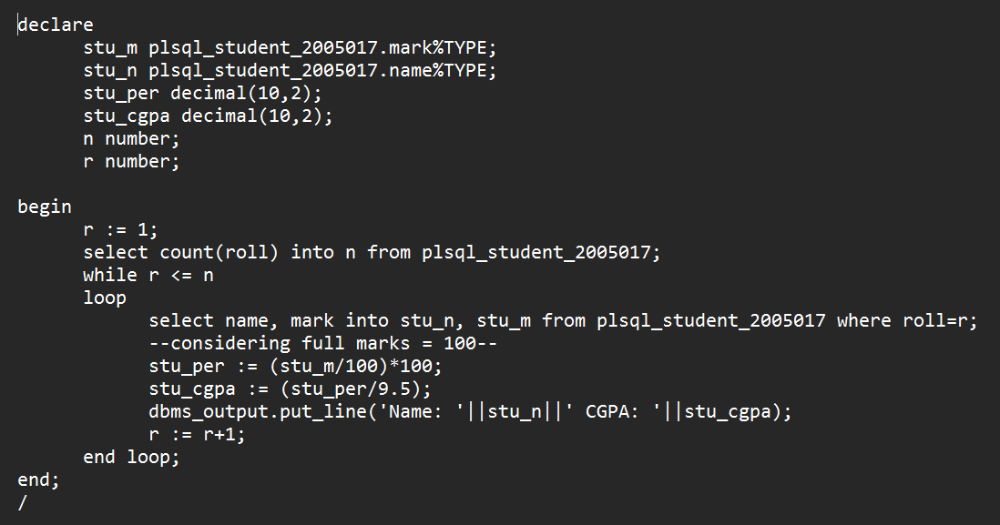 declare
stu_m plsql_student_2005017.mark%TYPE;
stu_n plsql_student_2005017.name%TYPE;
stu_per decimal(10,2);
stu_cgpa decimal(10,2);
n number;
r number;
begin
r := 1;
select count(roll) into n from plsql_student_2005017;
while r <= n
loop
select name, mark into stu_n, stu_m from plsql_student_2005017 where roll=r;
--considering full marks = 100--
stu_per := (stu_m/100)*100;
stu_cgpa := (stu_per/9.5);
dbms_output.put_line('Name: '||stu_n||' CGPA: '||stu_cgpa);
r := r+1;
end loop;
end;
/